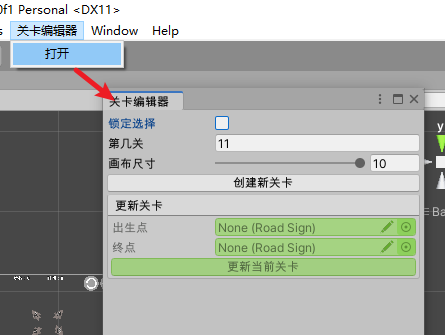 0f1 Personal <DX11>
关卡编辑器 Window Help
打开
关卡编辑器
锁定选择
第几关 11
画布尺寸 10
创建新关卡
更新关卡
出生点 None (Road Sign)
终点 None (Road Sign)
更新当前关卡
y
Ba